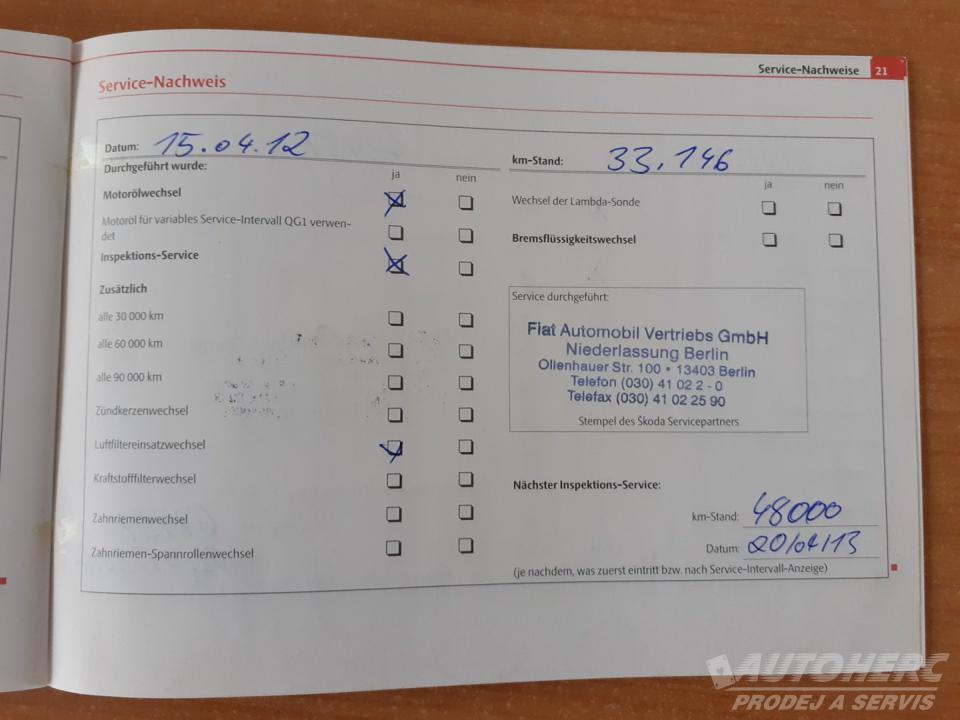 Service-Nachweise 21
Service-Nachweis
Datum: 15.04.12
Durchgeführt wurde:
ja nein
Motorölwechsel
Motoröl für variables Service-Intervall QG1 verwen-
det
Inspektions-Service
Zusätzlich
alle 30 000 km
alle 60 000 km
alle 90 000 km
Zündkerzenwechsel
Luftfiltereinsatzwechsel
Kraftstofffilterwechsel
Zahnriemenwechsel
Zahnriemen-Spannrollenwechsel
km-Stand: 33.146
ja nein
Wechsel der Lambda-Sonde
Bremsflüssigkeitswechsel
Service durchgeführt:
Fiat Automobil Vertriebs GmbH
Niederlassung Berlin
Ollenhauer Str. 100 • 13403 Berlin
Telefon (030) 41 02 2 - 0
Telefax (030) 41 02 25 90
Stempel des Škoda Servicepartners
Nächster Inspektions-Service:
km-Stand: 48000
Datum: 20/04/13
(je nachdem, was zuerst eintritt bzw. nach Service-Intervall-Anzeige)
AUTOHERC
PRODEJ A SERVIS